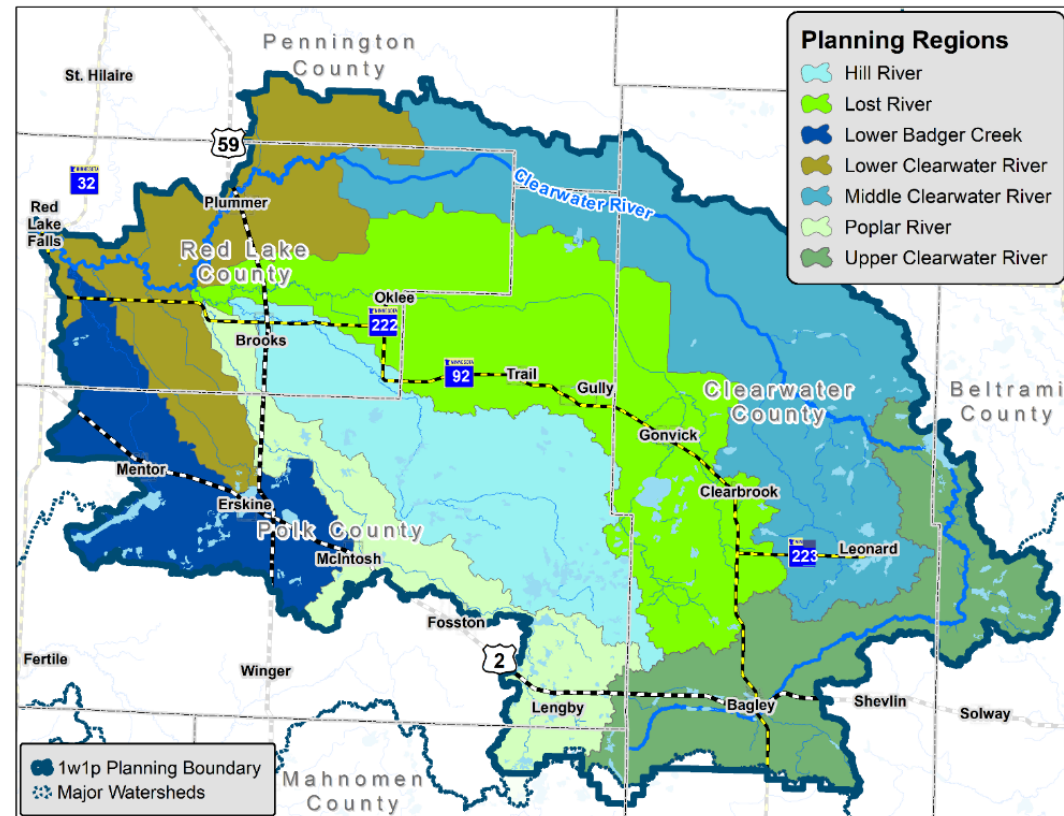 Pennington
County
St. Hilaire
59
MINNESOTA
32
Planning Regions
Hill River
Lost River
Lower Badger Creek
Lower Clearwater River
Middle Clearwater River
Poplar River
Upper Clearwater River
Red
Lake
Falls
Plummer
Clearwater River
Red Lake
County
Oklee
MINNESOTA
222
Brooks
MINNESOTA
92
Trail
Gully
Clearwater
County
Beltrami
County
Gonvick
Mentor
Clearbrook
Erskine
Polk County
McIntosh
223
Leonard
Fosston
2
Fertile
Winger
Lengby
Bagley
Shevlin
Solway
1w1p Planning Boundary
Major Watersheds
Mahnomen
County